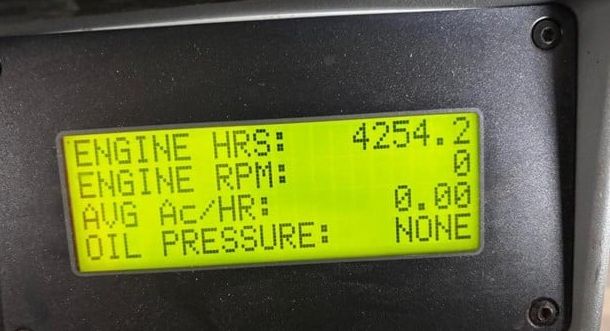 ENGINE HRS: 4254.2
ENGINE RPM: 0
AVG Ac/HR: 0.00
OIL PRESSURE: NONE